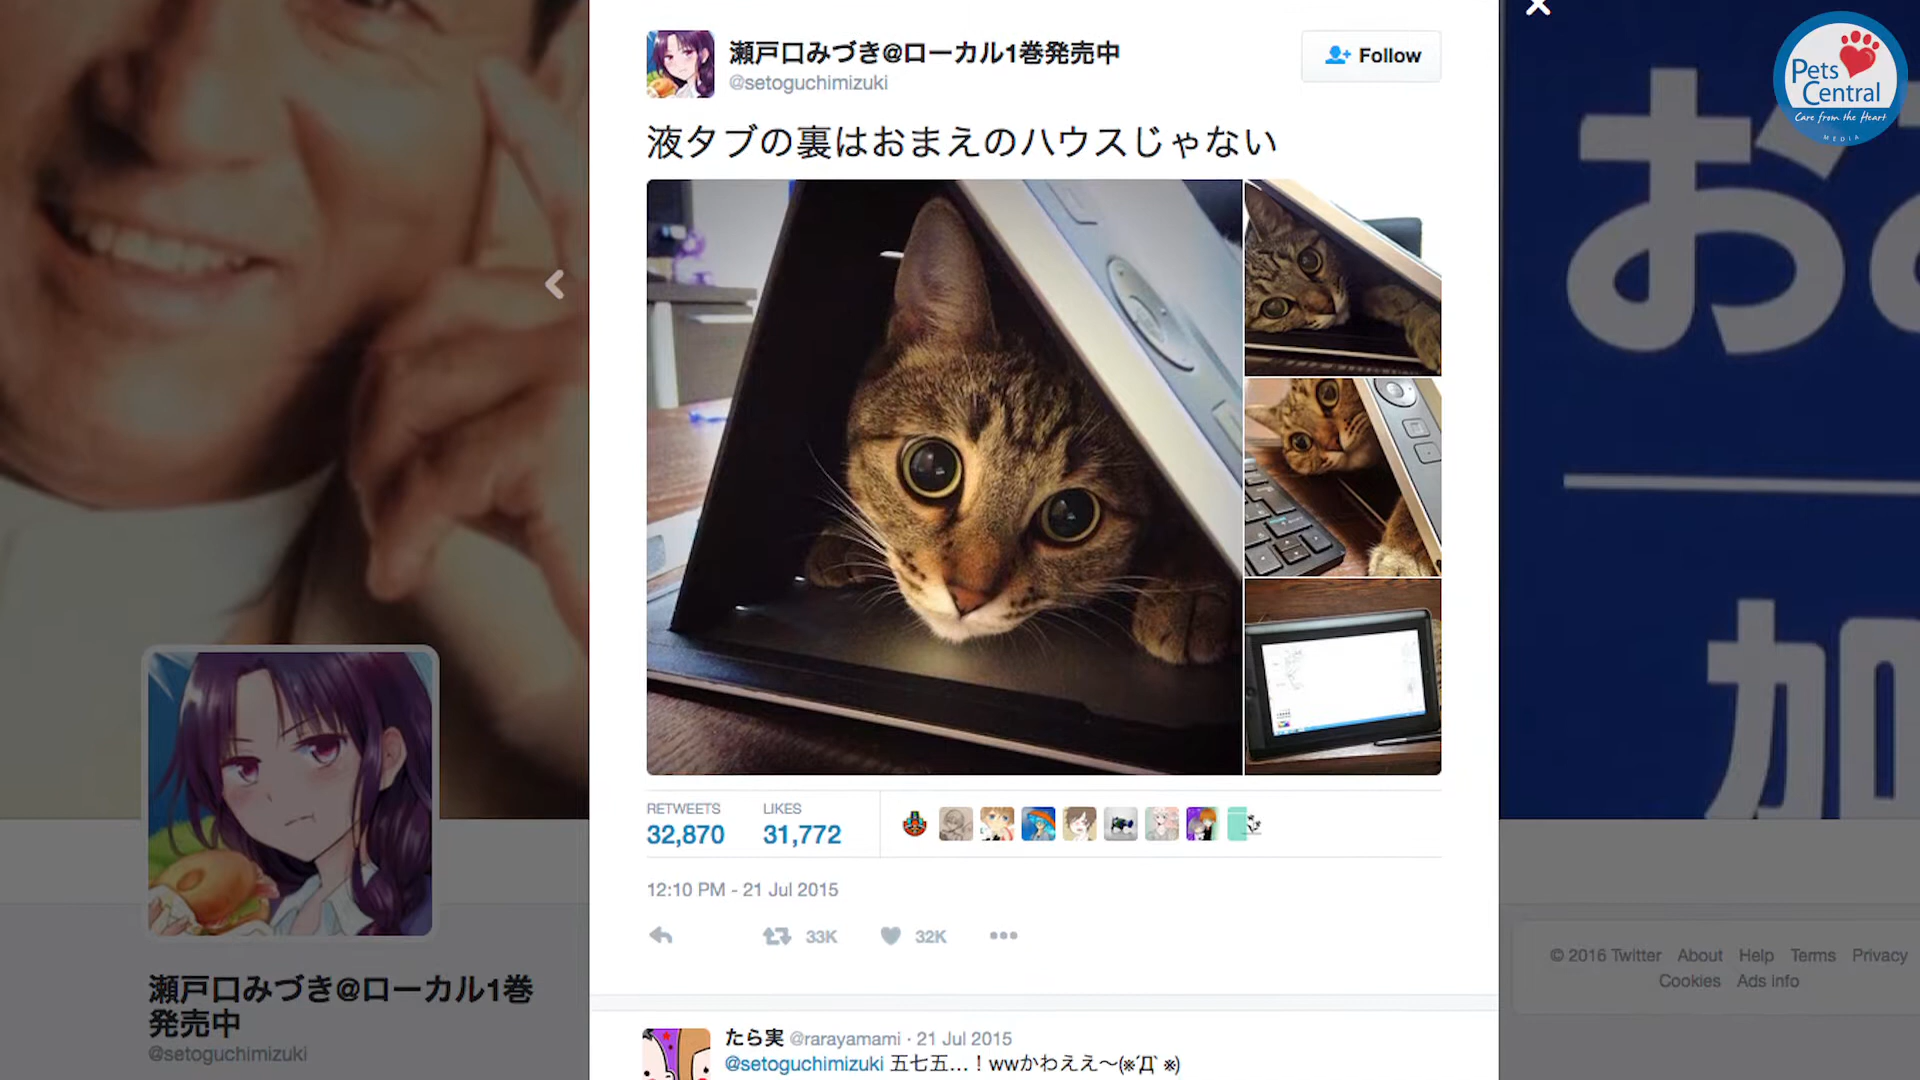 瀬戸口みづき@ローカル1巻発売中
@setoguchimizuki
Follow
液タブの裏はおまえのハウスじゃない
RETWEETS
32,870
LIKES
31,772
12:10 PM - 21 Jul 2015
33K
32K
たら実 @rarayamami · 21 Jul 2015
@setoguchimizuki 五七五…！wwかわええ〜(※´Д`※)
瀬戸口みづき@ローカル1巻
発売中
@setoguchimizuki
Pets
Central
Care from the Heart
MEDIA
お
加
© 2016 Twitter About Help Terms Privacy
Cookies Ads info